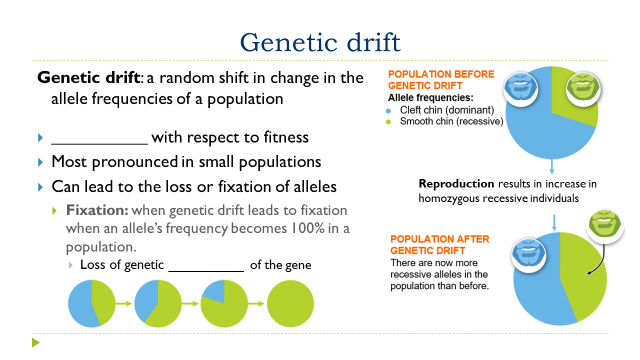 Genetic drift
Genetic drift: a random shift in change in the
allele frequencies of a population
__________ with respect to fitness
Most pronounced in small populations
Can lead to the loss or fixation of alleles
Fixation: when genetic drift leads to fixation
when an allele's frequency becomes 100% in a
population.
Loss of genetic __________ of the gene
POPULATION BEFORE
GENETIC DRIFT
Allele frequencies:
Cleft chin (dominant)
Smooth chin (recessive)
Reproduction results in increase in
homozygous recessive individuals
POPULATION AFTER
GENETIC DRIFT
There are now more
recessive alleles in the
population than before.